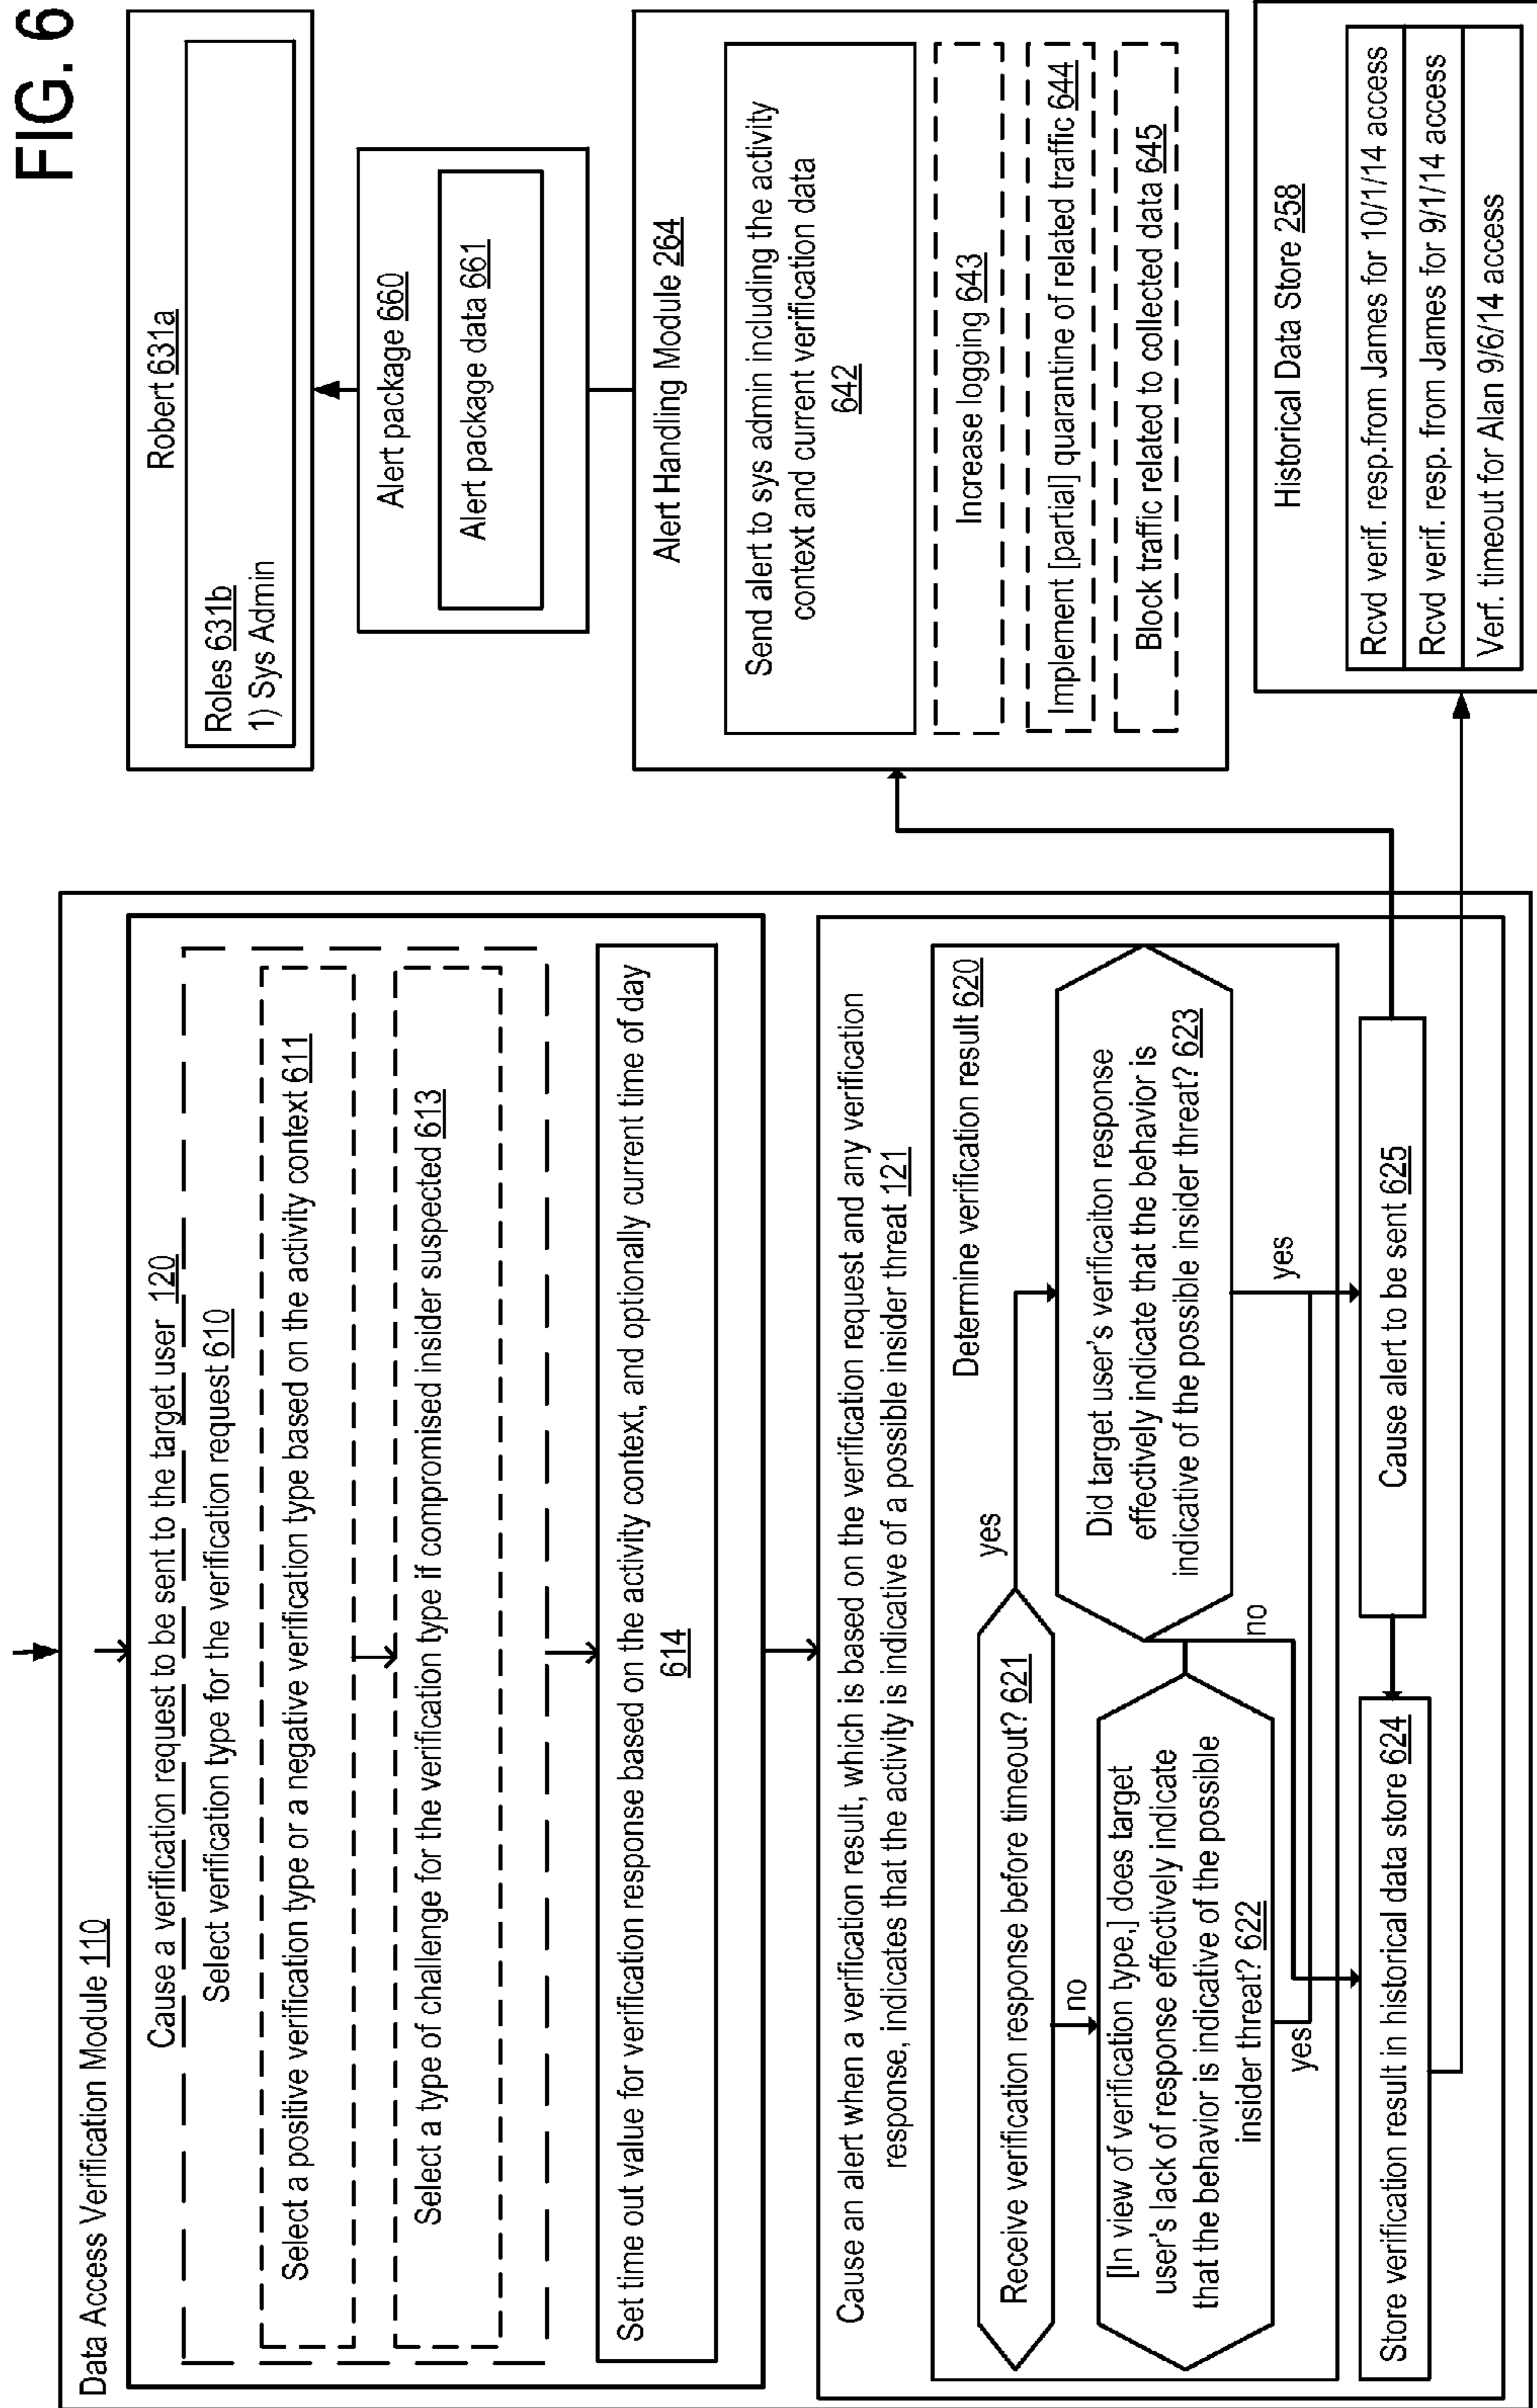 FIG. 6
Data Access Verification Module 110
Cause a verification request to be sent to the target user 120
Select verification type for the verification request 610
Select a positive verification type or a negative verification type based on the activity context 611
Select a type of challenge for the verification type if compromised insider suspected 613
Set time out value for verification response based on the activity context, and optionally current time of day
614
Cause an alert when a verification result, which is based on the verification request and any verification
response, indicates that the activity is indicative of a possible insider threat 121
Determine verification result 620
Receive verification response before timeout? 621
yes
no
[In view of verification type,] does target
user's lack of response effectively indicate
that the behavior is indicative of the possible
insider threat? 622
yes
Did target user's verificaiton response
effectively indicate that the behavior is
indicative of the possible insider threat? 623
no
yes
Store verification result in historical data store 624
Cause alert to be sent 625
Robert 631a
Roles 631b
1) Sys Admin
Alert package 660
Alert package data 661
Alert Handling Module 264
Send alert to sys admin including the activity
context and current verification data
642
Increase logging 643
Implement [partial] quarantine of related traffic 644
Block traffic related to collected data 645
Historical Data Store 258
Rcvd verif. resp.from James for 10/1/14 access
Rcvd verif. resp. from James for 9/1/14 access
Verf. timeout for Alan 9/6/14 access